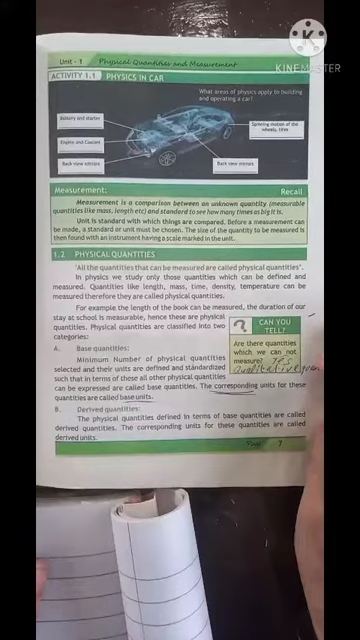 KINEMASTER
Unit - 1 Physical Quantities and Measurement
ACTIVITY 1.1 PHYSICS IN CAR
What areas of physics apply to building
and operating a car?
Battery and starter
Spinning motion of the
wheels, tires
Engine and Coolant
Back view mirrors
Back view mirrors
Measurement: Recall
Measurement is a comparison between an unknown quantity (measurable
quantities like mass, length etc) and standard to see how many times as big it is.
Unit is standard with which things are compared. Before a measurement can
be made, a standard or unit must be chosen. The size of the quantity to be measured is
then found with an instrument having a scale marked in the unit.
1.2 PHYSICAL QUANTITIES
"All the quantities that can be measured are called physical quantities".
In physics we study only those quantities which can be defined and
measured. Quantities like length, mass, time, density, temperature can be
measured therefore they are called physical quantities.
For example the length of the book can be measured, the duration of our
stay at school is measurable, hence these are physical
quantities. Physical quantities are classified into two
categories:
? CAN YOU
TELL?
Are there quantities
which we can not
measure? Yes
Qualitative
A. Base quantities:
Minimum Number of physical quantities
selected and their units are defined and standardized
such that in terms of these all other physical quantities
can be expressed are called base quantities. The corresponding units for these
quantities are called base units.
B. Derived quantities:
The physical quantities defined in terms of base quantities are called
derived quantities. The corresponding units for these quantities are called
derived units.
Page 7